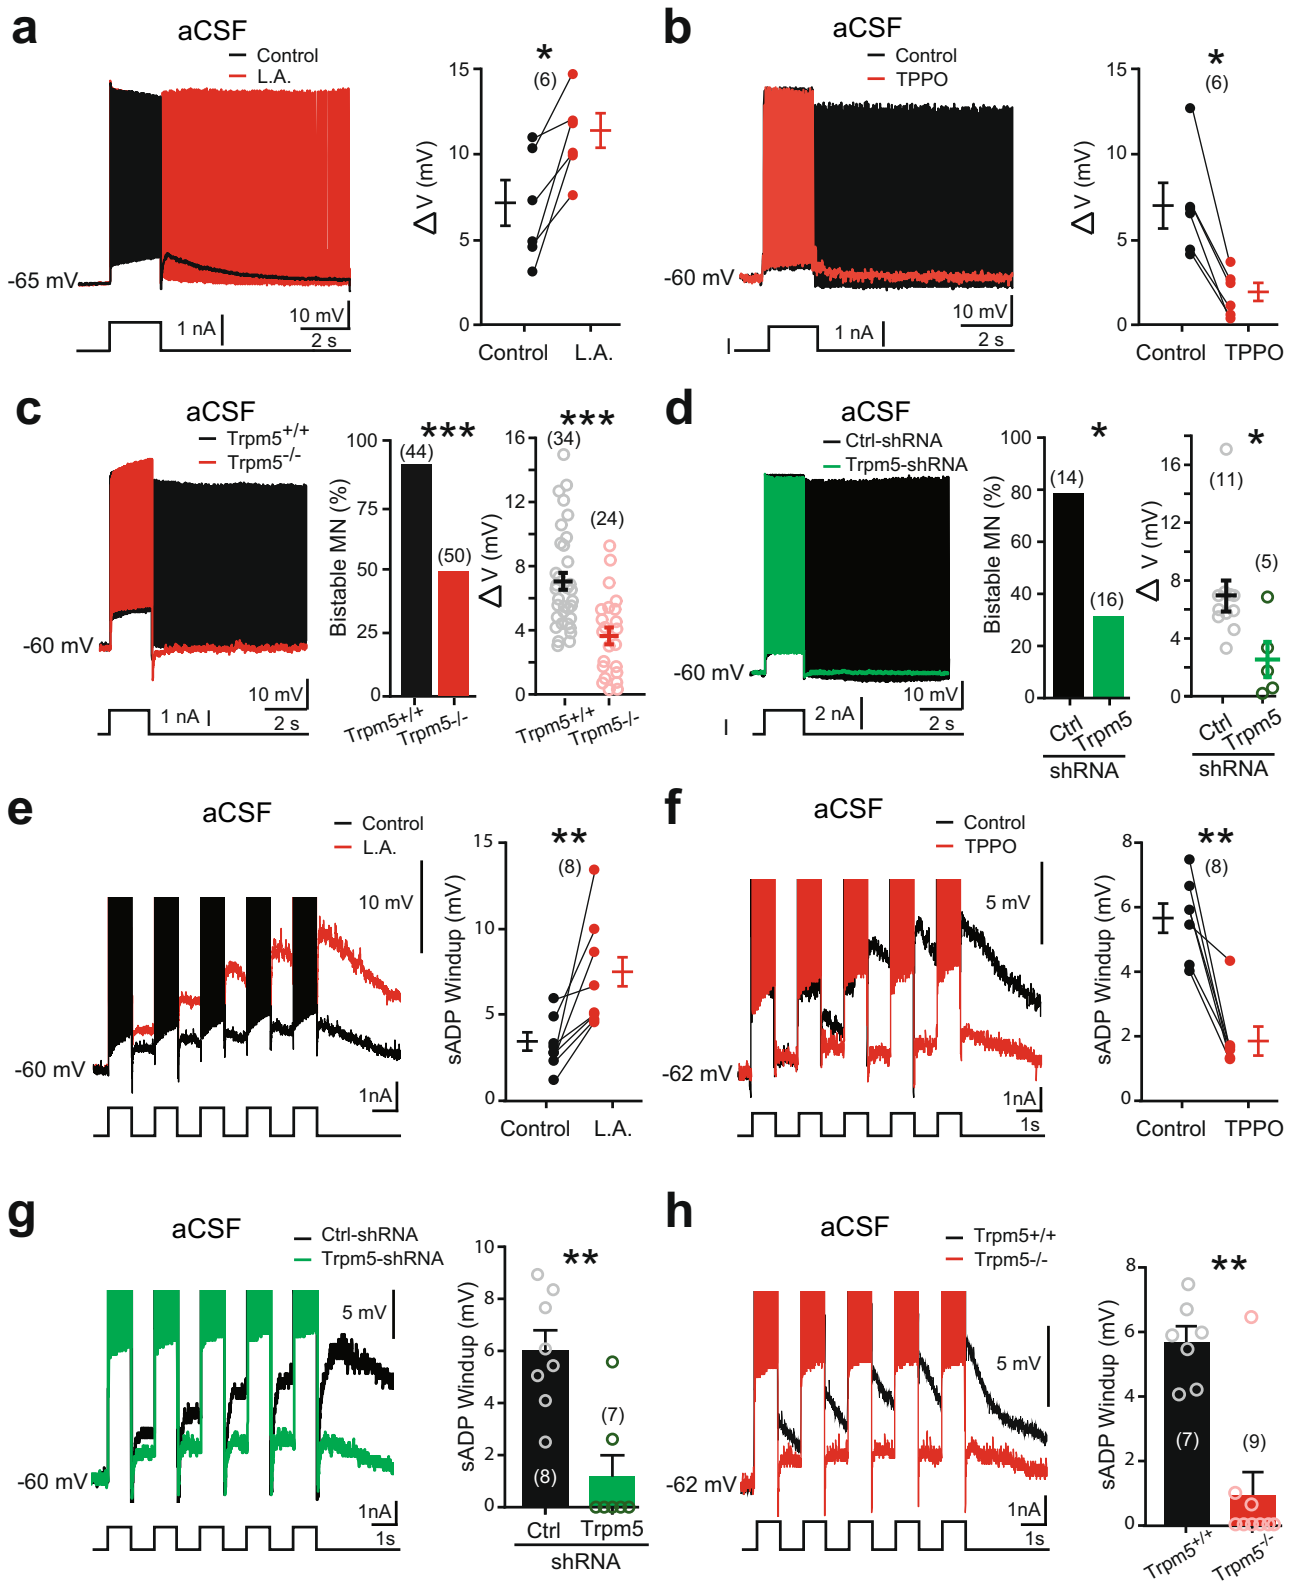 a
aCSF
Control
L.A.
-65 mV
1 nA
10 mV
2 s
*
(6)
15
10
5
0
Δ V (mV)
Control
L.A.
b
aCSF
Control
TPPO
-60 mV
I
1 nA
10 mV
2 s
*
(6)
15
10
5
0
Δ V (mV)
Control
TPPO
c
aCSF
Trpm5+/+
Trpm5-/-
-60 mV
1 nA
10 mV
2 s
***
(44)
(50)
100
75
50
25
0
Bistable MN (%)
Trpm5+/+
Trpm5-/-
***
(34)
(24)
16
12
8
4
0
Δ V (mV)
Trpm5+/+
Trpm5-/-
d
aCSF
Ctrl-shRNA
Trpm5-shRNA
-60 mV
I
2 nA
10 mV
2 s
*
(14)
(16)
100
80
60
40
20
0
Bistable MN (%)
Ctrl
Trpm5
shRNA
*
(11)
(5)
16
12
8
4
0
Δ V (mV)
Ctrl
Trpm5
shRNA
e
aCSF
Control
L.A.
10 mV
-60 mV
1nA
**
(8)
15
10
5
0
sADP Windup (mV)
Control
L.A.
f
aCSF
Control
TPPO
5 mV
-62 mV
1nA
1s
**
(8)
8
6
4
2
0
sADP Windup (mV)
Control
TPPO
g
aCSF
Ctrl-shRNA
Trpm5-shRNA
5 mV
-60 mV
1nA
1s
**
(7)
(8)
10
8
6
4
2
0
sADP Windup (mV)
Ctrl
Trpm5
shRNA
h
aCSF
Trpm5+/+
Trpm5-/-
5 mV
-62 mV
1nA
1s
**
(7)
(9)
8
6
4
2
0
sADP Windup (mV)
Trpm5+/+
Trpm5-/-